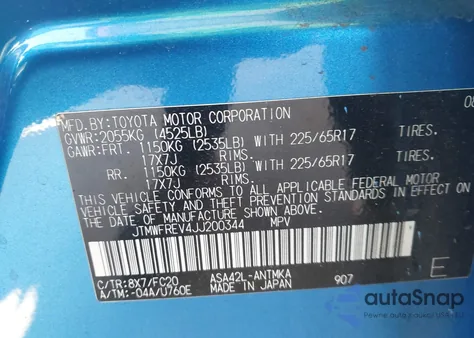 MFD.BY:TOYOTA MOTOR CORPORATION
GVWR:2055KG (4525LB)
GAWR:FRT. 1150KG (2535LB) WITH 225/65R17 TIRES.
17X7J RIMS.
RR. 1150KG (2535LB) WITH 225/65R17 TIRES.
17X7J RIMS.
THIS VEHICLE CONFORMS TO ALL APPLICABLE FEDERAL MOTOR
VEHICLE SAFETY AND THEFT PREVENTION STANDARDS IN EFFECT ON
THE DATE OF MANUFACTURE SHOWN ABOVE.
JTMWFREV4JJ200344 MPV
C/TR:8X7/FC20 ASA42L-ANTMKA 907
A/TM:-04A/U760E MADE IN JAPAN
E
autoSnap